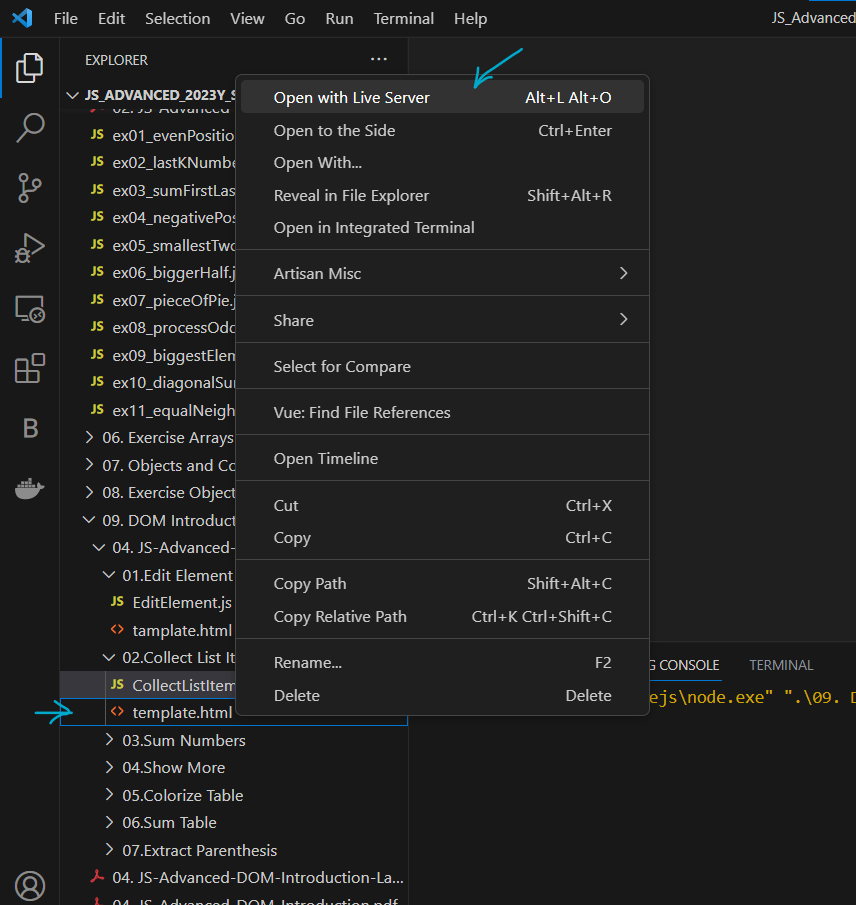 File Edit Selection View Go Run Terminal Help JS_Advanced
EXPLORER ...
JS_ADVANCED_2023Y_S
02. JS-Advanced
JS ex01_evenPositio
JS ex02_lastKNumbe
JS ex03_sumFirstLas
JS ex04_negativePos
JS ex05_smallestTwo
JS ex06_biggerHalf.j
JS ex07_pieceOfPie.j
JS ex08_processOdd
JS ex09_biggestElem
JS ex10_diagonalSu
JS ex11_equalNeigh
06. Exercise Arrays
07. Objects and Co
08. Exercise Object
09. DOM Introduct
04. JS-Advanced-
01.Edit Element
JS EditElement.js
<> tamplate.html
02.Collect List It
JS CollectListItem
<> template.html
03.Sum Numbers
04.Show More
05.Colorize Table
06.Sum Table
07.Extract Parenthesis
04. JS-Advanced-DOM-Introduction-La...
04. JS-Advanced-DOM-Introduction.pdf
B
Open with Live Server Alt+L Alt+O
Open to the Side Ctrl+Enter
Open With...
Reveal in File Explorer Shift+Alt+R
Open in Integrated Terminal
Artisan Misc
Share
Select for Compare
Vue: Find File References
Open Timeline
Cut Ctrl+X
Copy Ctrl+C
Copy Path Shift+Alt+C
Copy Relative Path Ctrl+K Ctrl+Shift+C
Rename... F2
Delete Delete
G CONSOLE TERMINAL
ejs\node.exe" ".\09. D